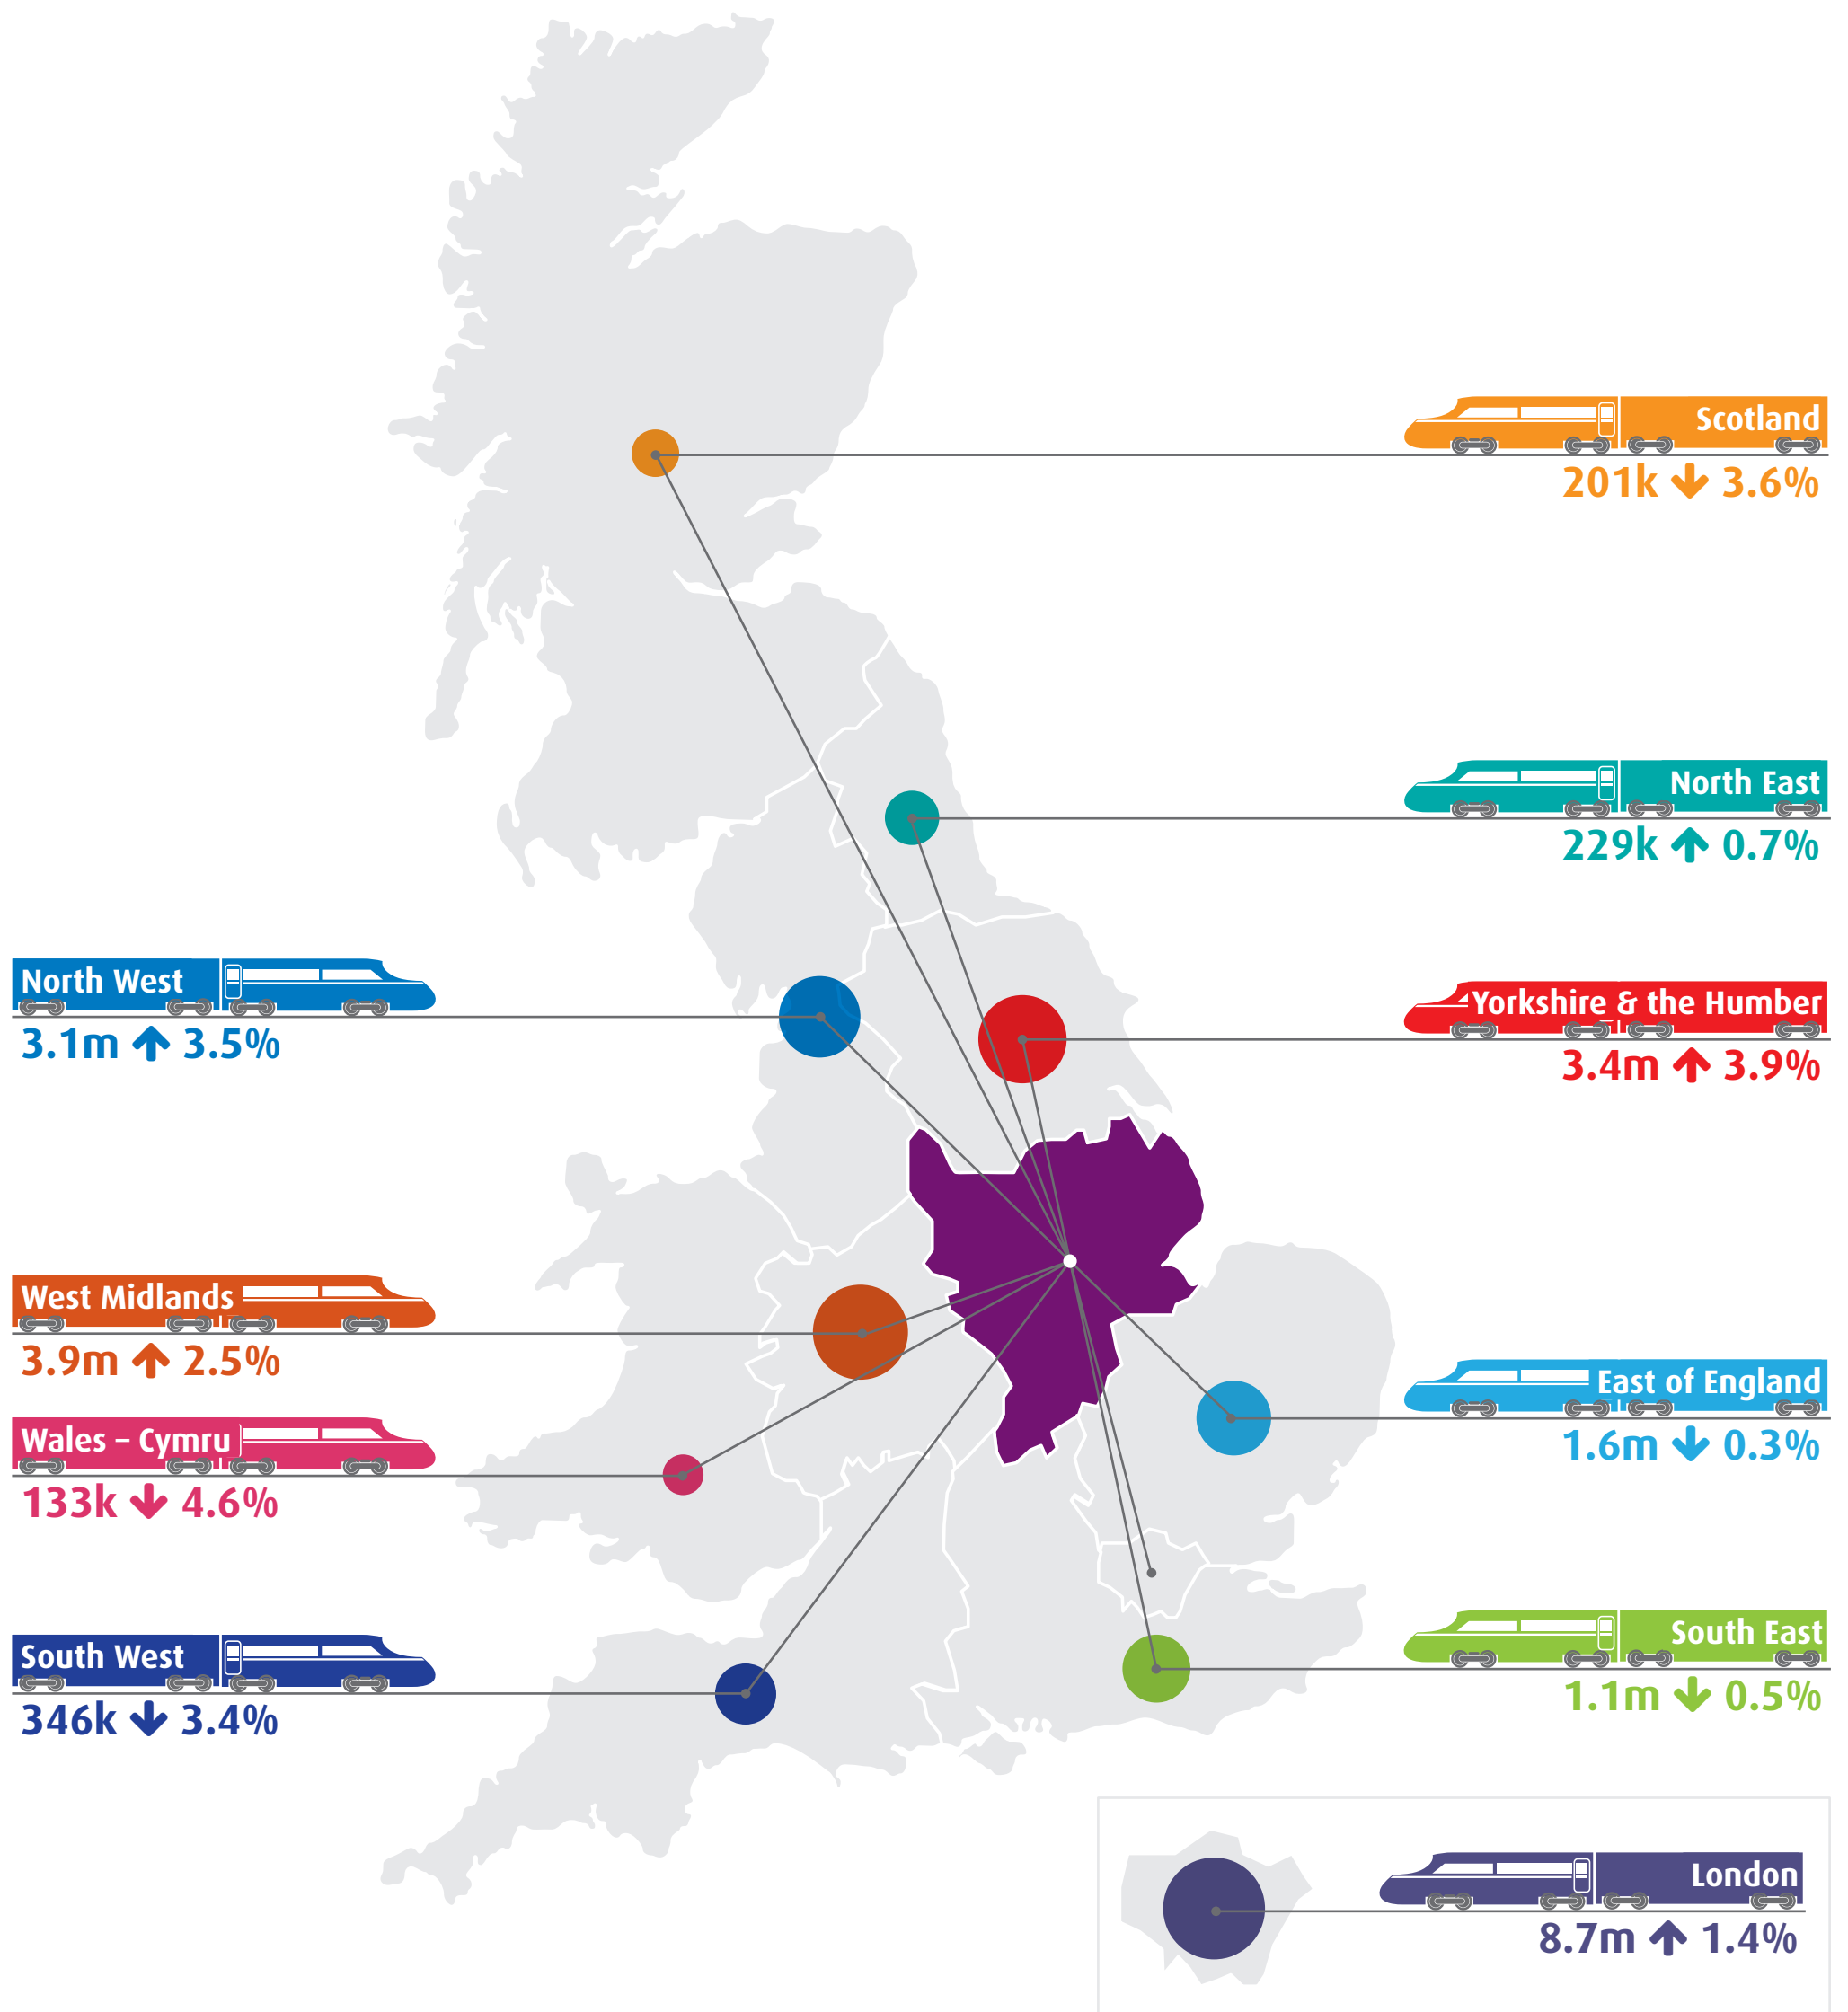 Scotland
201k ↓ 3.6%
North East
229k ↑ 0.7%
North West
3.1m ↑ 3.5%
Yorkshire & the Humber
3.4m ↑ 3.9%
West Midlands
3.9m ↑ 2.5%
East of England
1.6m ↓ 0.3%
Wales – Cymru
133k ↓ 4.6%
South East
1.1m ↓ 0.5%
South West
346k ↓ 3.4%
London
8.7m ↑ 1.4%